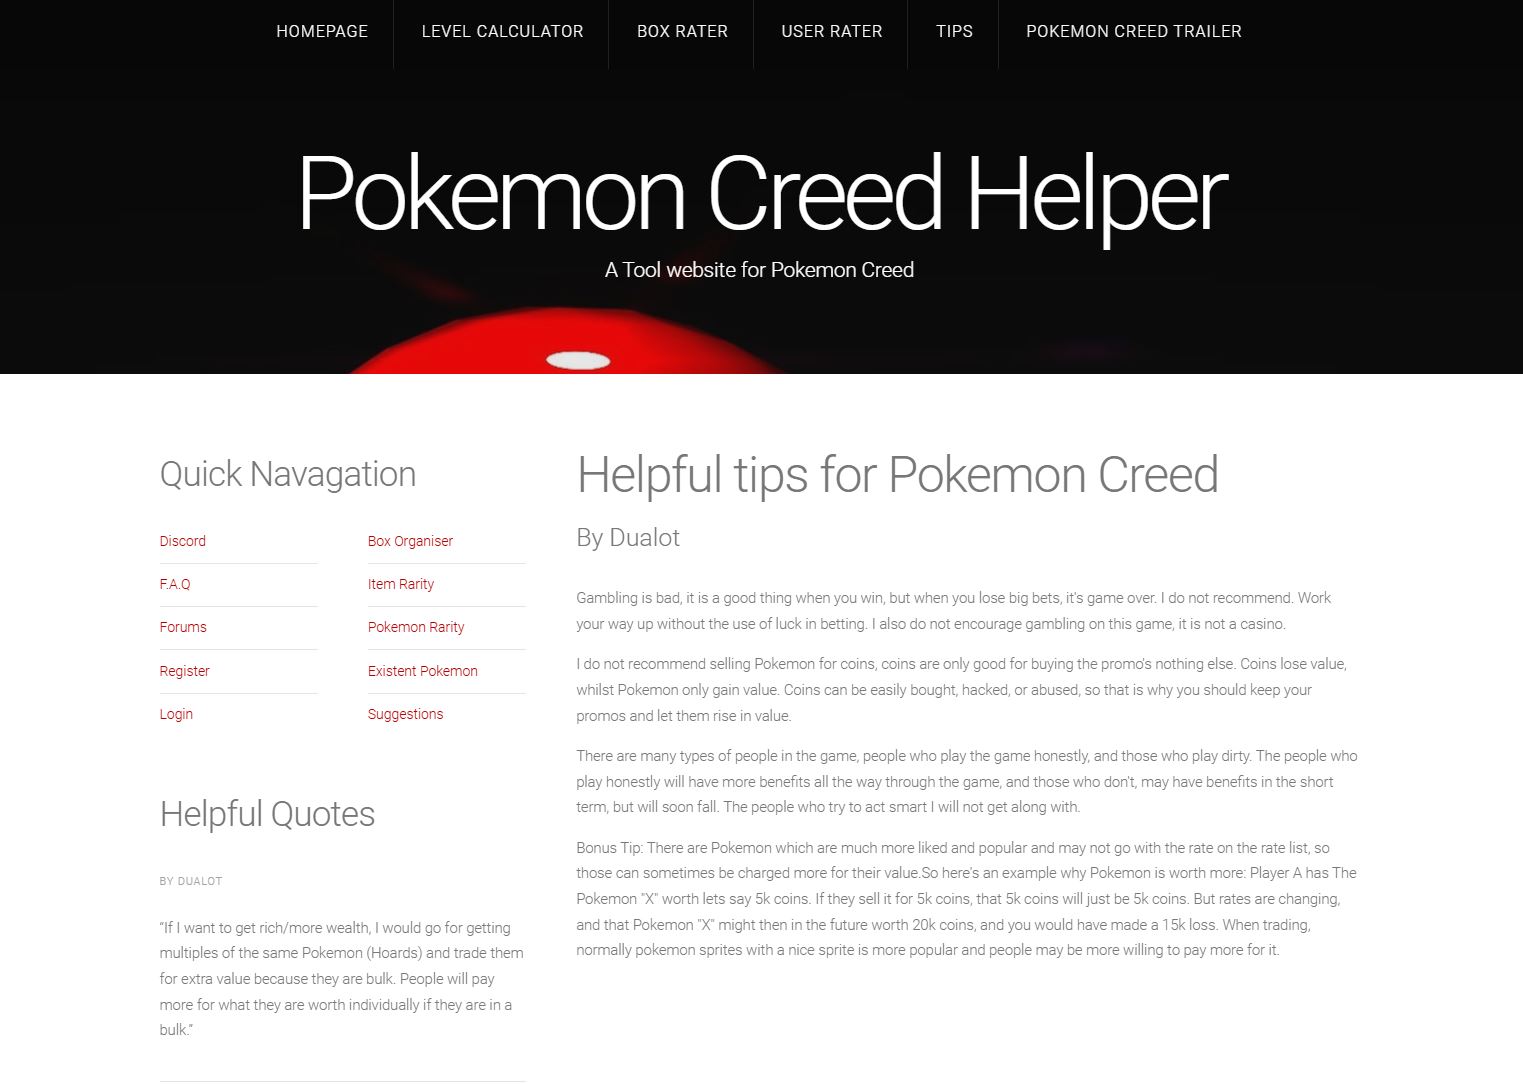 HOMEPAGE
LEVEL CALCULATOR
BOX RATER
USER RATER
TIPS
POKEMON CREED TRAILER
Pokemon Creed Helper
A Tool website for Pokemon Creed
Quick Navagation
Discord
F.A.Q
Forums
Register
Login
Box Organiser
Item Rarity
Pokemon Rarity
Existent Pokemon
Suggestions
Helpful Quotes
BY DUALOT
“If I want to get rich/more wealth, I would go for getting
multiples of the same Pokemon (Hoards) and trade them
for extra value because they are bulk. People will pay
more for what they are worth individually if they are in a
bulk.”
Helpful tips for Pokemon Creed
By Dualot
Gambling is bad, it is a good thing when you win, but when you lose big bets, it's game over. I do not recommend. Work
your way up without the use of luck in betting. I also do not encourage gambling on this game, it is not a casino.
I do not recommend selling Pokemon for coins, coins are only good for buying the promo's nothing else. Coins lose value,
whilst Pokemon only gain value. Coins can be easily bought, hacked, or abused, so that is why you should keep your
promos and let them rise in value.
There are many types of people in the game, people who play the game honestly, and those who play dirty. The people who
play honestly will have more benefits all the way through the game, and those who don't, may have benefits in the short
term, but will soon fall. The people who try to act smart I will not get along with.
Bonus Tip: There are Pokemon which are much more liked and popular and may not go with the rate on the rate list, so
those can sometimes be charged more for their value.So here's an example why Pokemon is worth more: Player A has The
Pokemon "X" worth lets say 5k coins. If they sell it for 5k coins, that 5k coins will just be 5k coins. But rates are changing,
and that Pokemon "X" might then in the future worth 20k coins, and you would have made a 15k loss. When trading,
normally pokemon sprites with a nice sprite is more popular and people may be more willing to pay more for it.